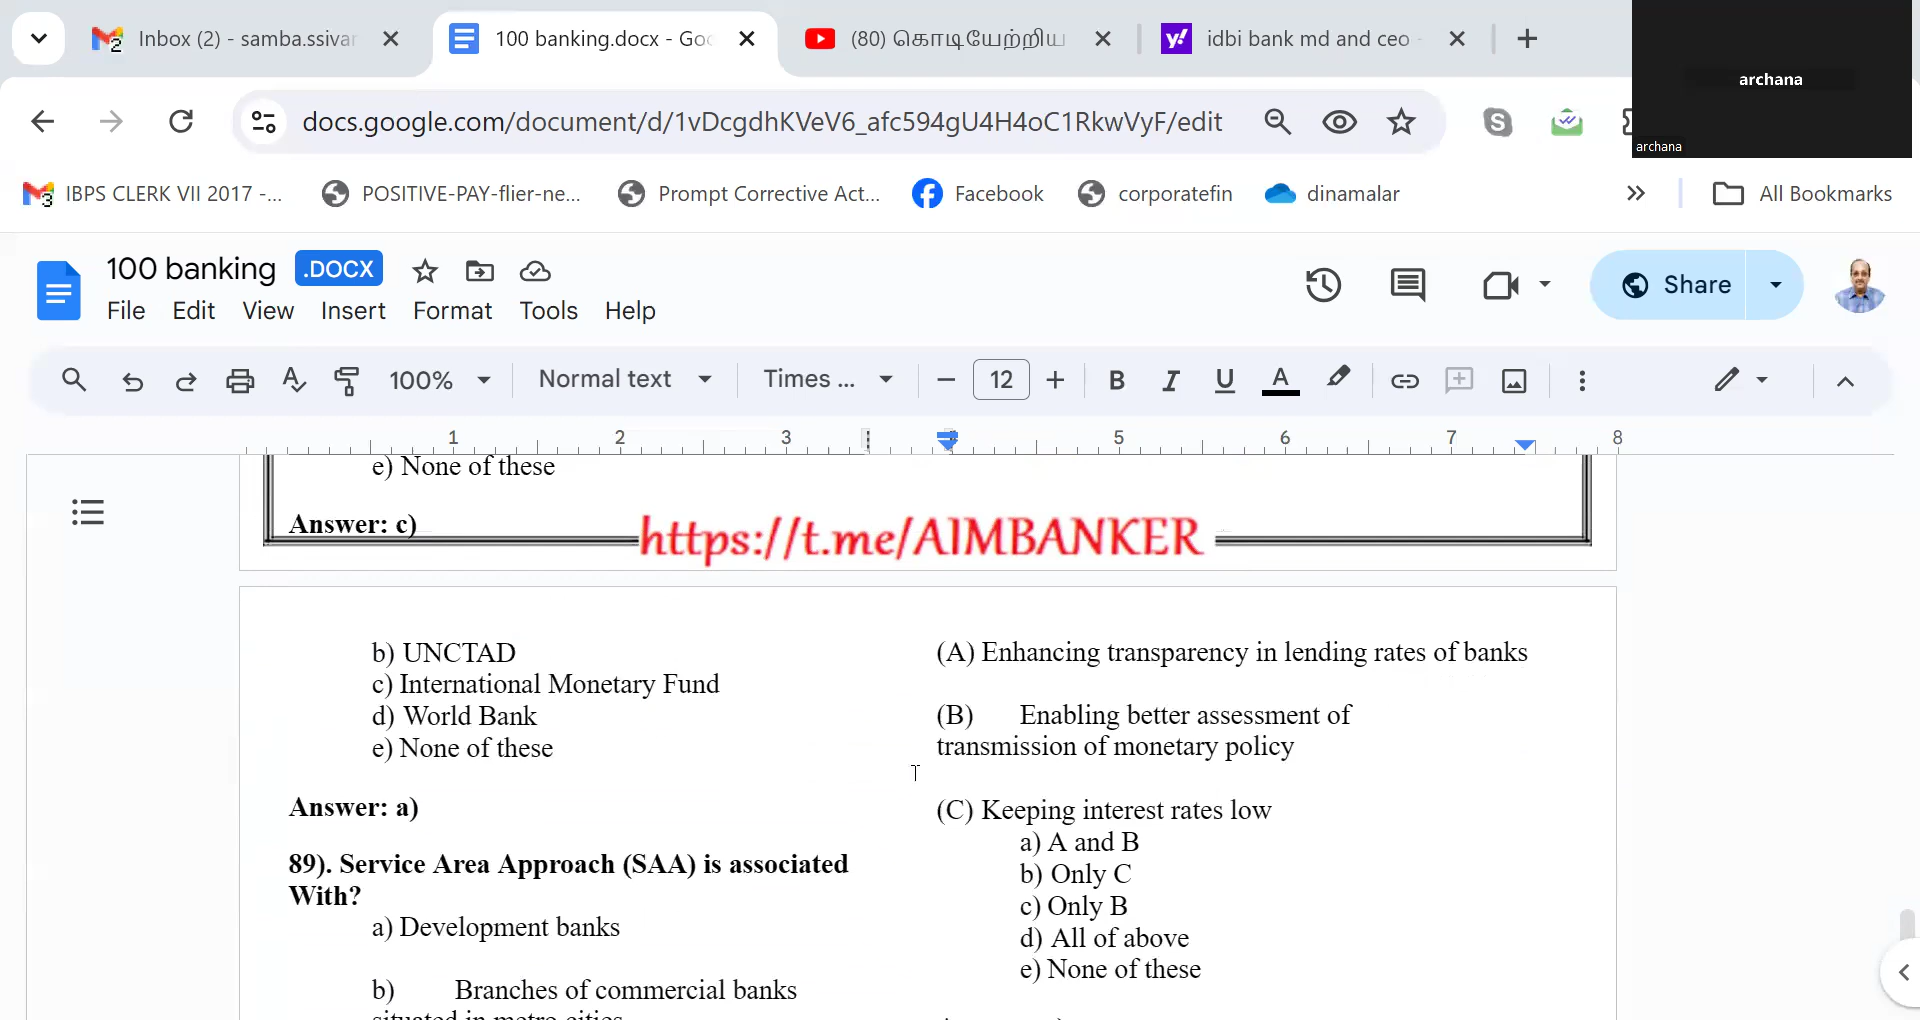 Inbox (2) - samba.ssivar
100 banking.docx - Goo
(80) கொடியேற்றிய
idbi bank md and ceo -
archana
archana
docs.google.com/document/d/1vDcgdhKVeV6_afc594gU4H4oC1RkwVyF/edit
IBPS CLERK VII 2017 -...
POSITIVE-PAY-flier-ne...
Prompt Corrective Act...
Facebook
corporatefin
dinamalar
All Bookmarks
100 banking
.DOCX
Share
File Edit View Insert Format Tools Help
100%
Normal text
Times ...
12
B I U A
1 2 3 5 6 7 8
e) None of these
Answer: c)
https://t.me/AIMBANKER
b) UNCTAD
c) International Monetary Fund
d) World Bank
e) None of these
Answer: a)
89). Service Area Approach (SAA) is associated
With?
a) Development banks
b) Branches of commercial banks
situated in metro cities
(A) Enhancing transparency in lending rates of banks
(B) Enabling better assessment of
transmission of monetary policy
(C) Keeping interest rates low
a) A and B
b) Only C
c) Only B
d) All of above
e) None of these